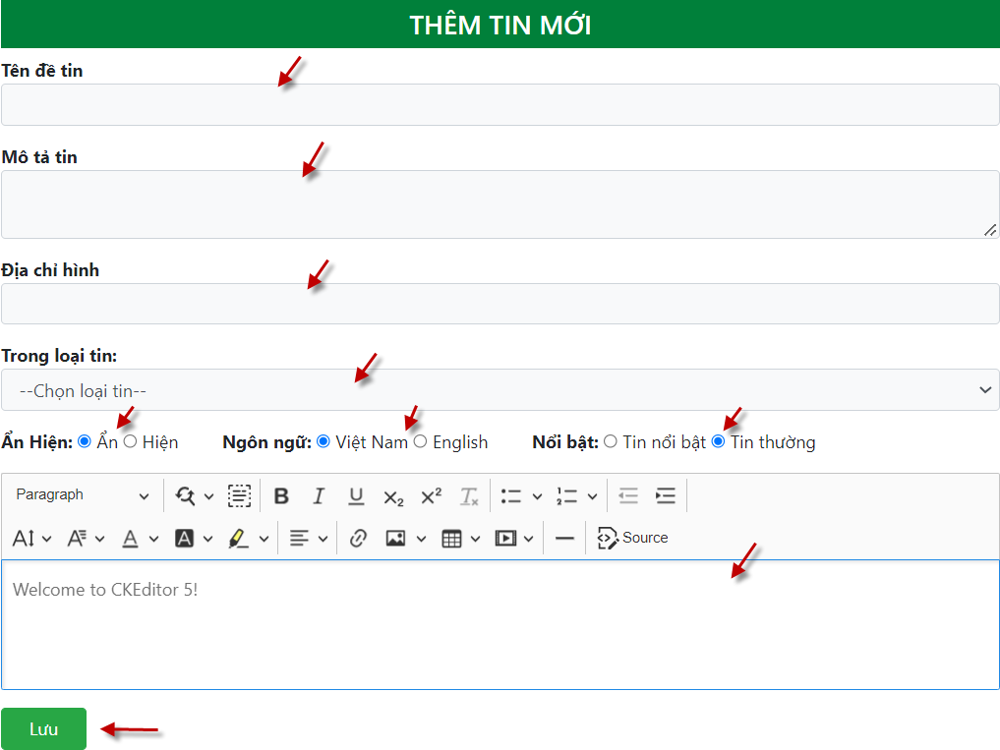 THÊM TIN MỚI
Tên đề tin
Mô tả tin
Địa chỉ hình
Trong loại tin:
--Chọn loại tin--
Ẩn Hiện: Ẩn Hiện Ngôn ngữ: Việt Nam English Nổi bật: Tin nổi bật Tin thường
Paragraph
Source
Welcome to CKEditor 5!
Lưu